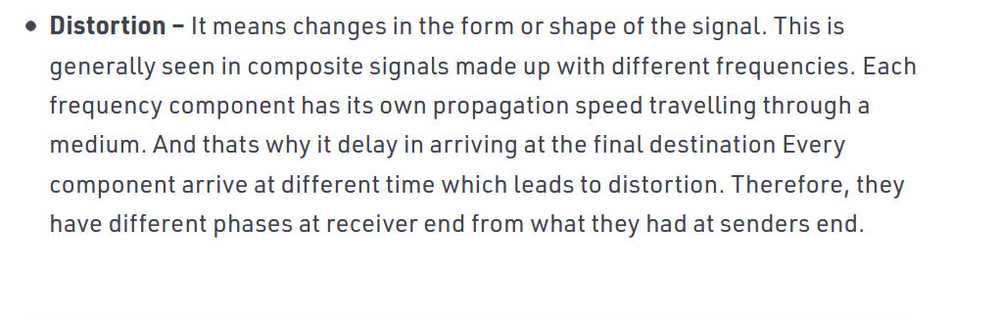 • Distortion – It means changes in the form or shape of the signal. This is
generally seen in composite signals made up with different frequencies. Each
frequency component has its own propagation speed travelling through a
medium. And thats why it delay in arriving at the final destination Every
component arrive at different time which leads to distortion. Therefore, they
have different phases at receiver end from what they had at senders end.